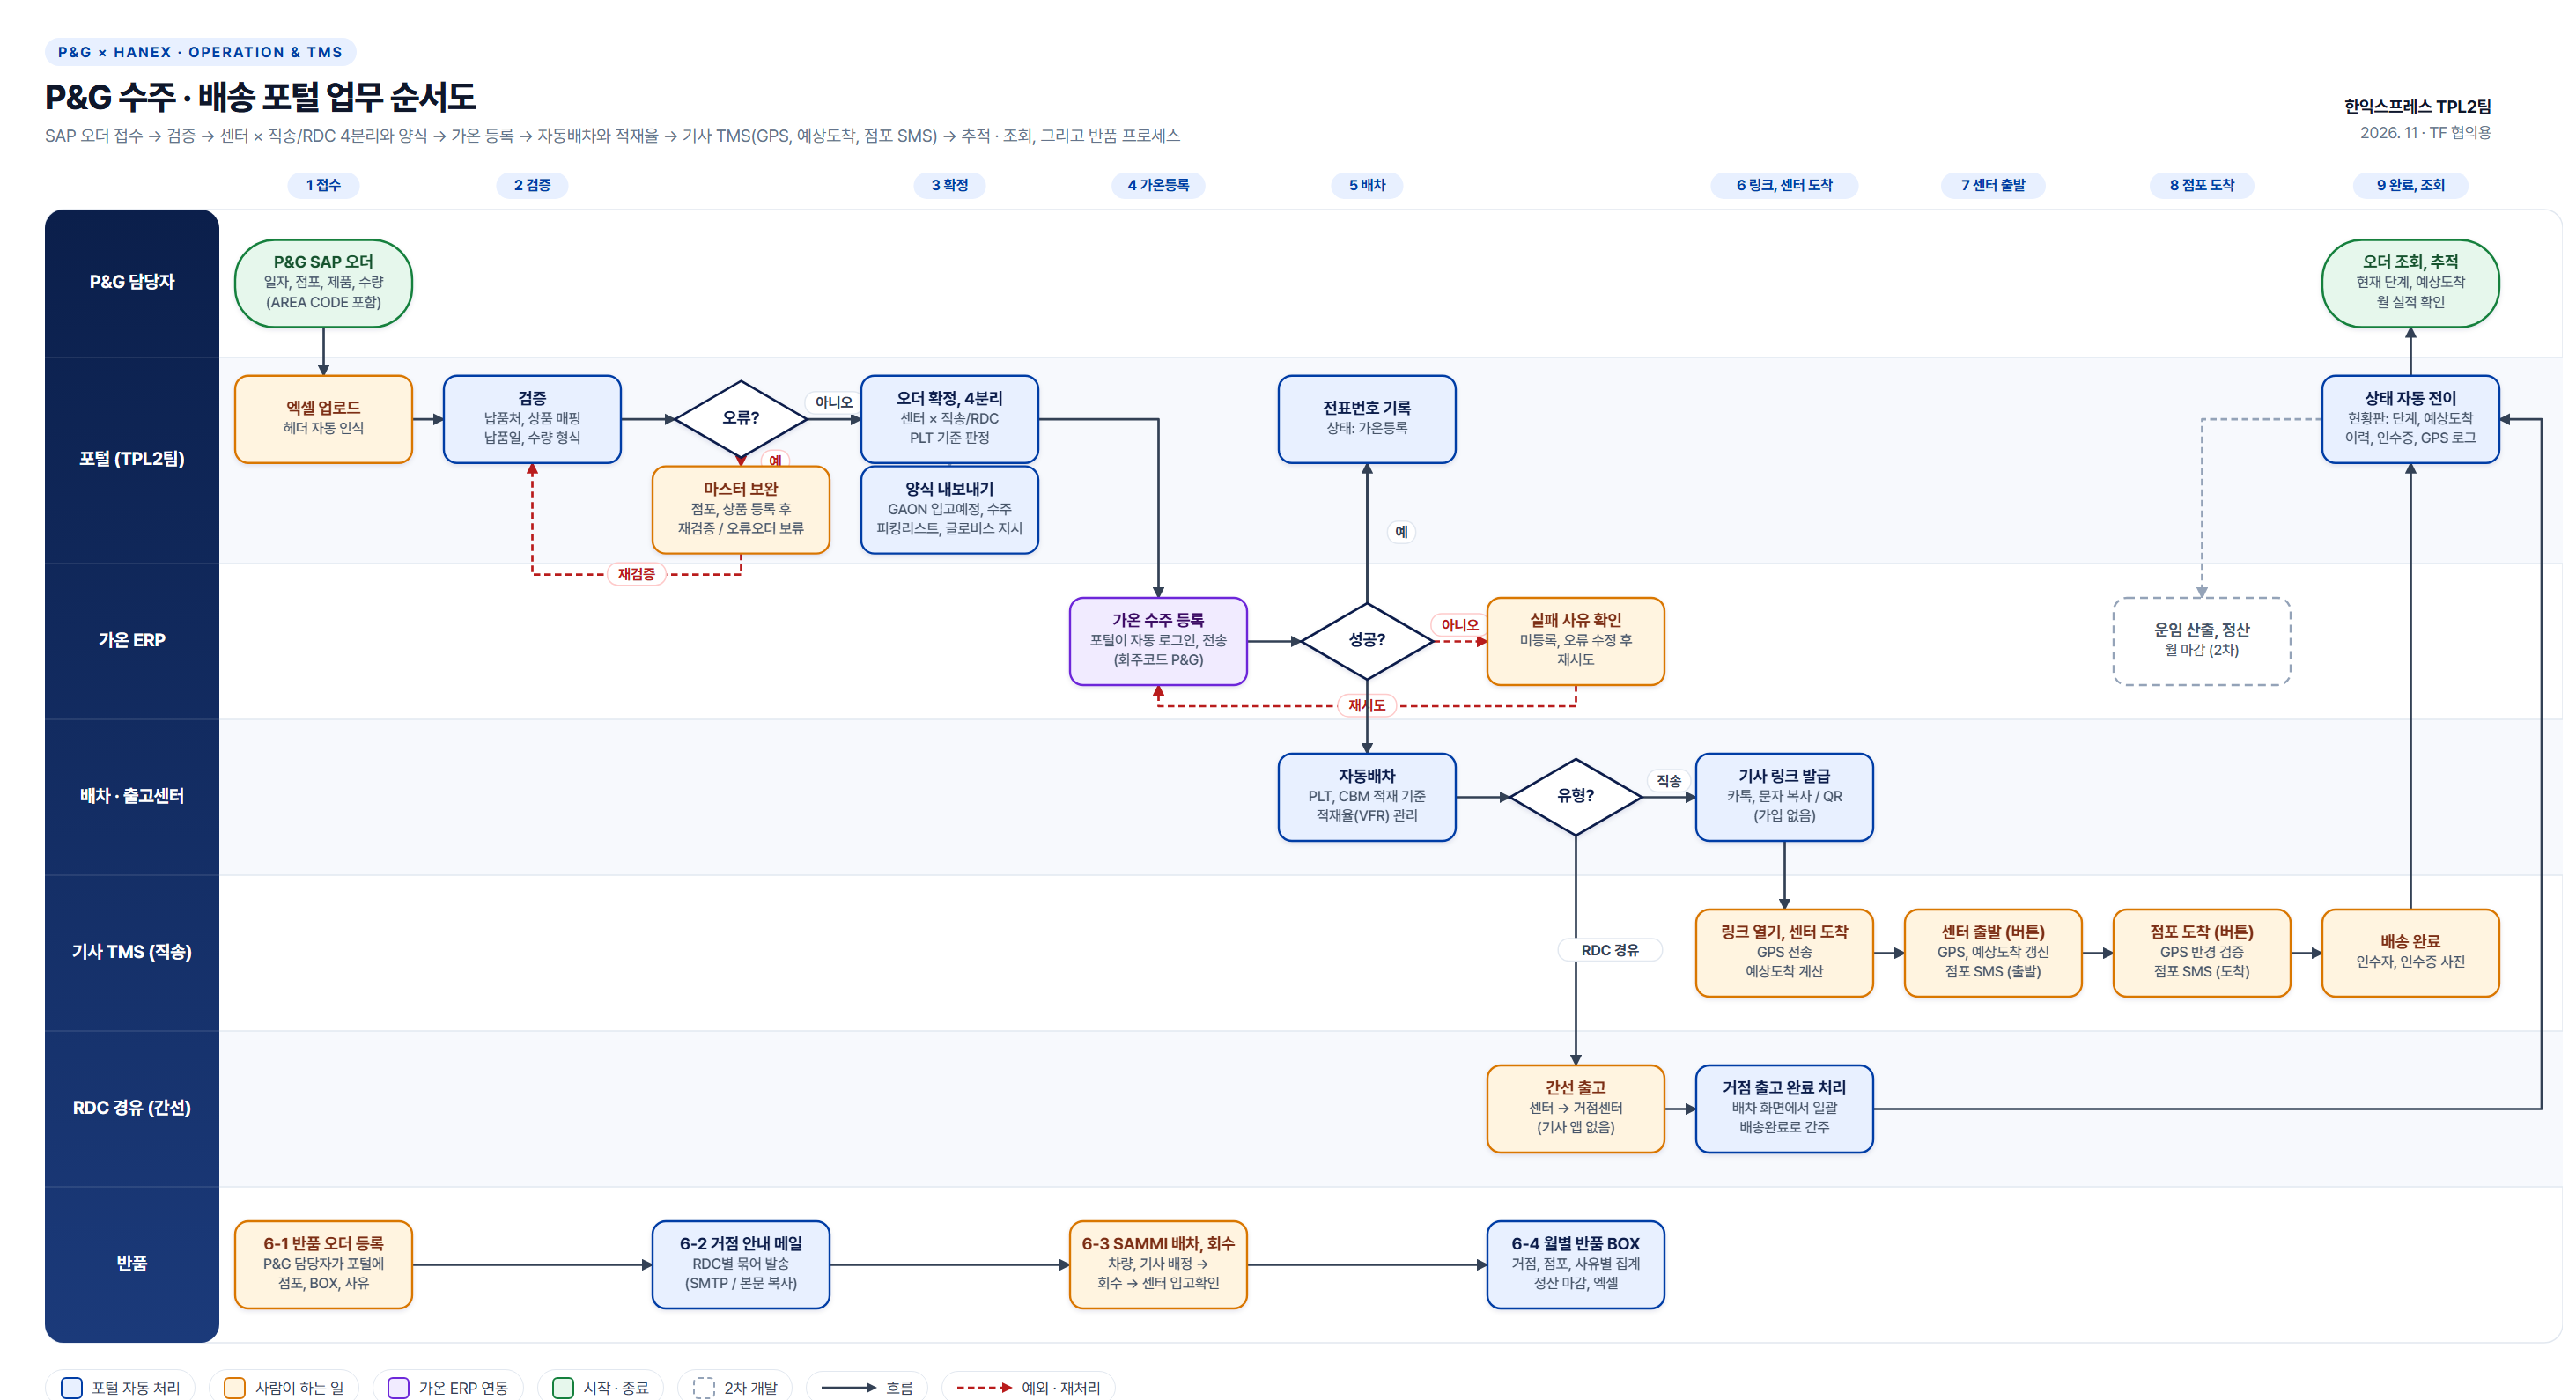 P&G × HANEX · OPERATION & TMS
P&G 수주 · 배송 포털 업무 순서도
SAP 오더 접수 → 검증 → 센터 × 직송/RDC 4분리와 양식 → 가온 등록 → 자동배차와 적재율 → 기사 TMS(GPS, 예상도착, 점포 SMS) → 추적 · 조회, 그리고 반품 프로세스
한익스프레스 TPL2팀
2026. 11 · TF 협의용
1 접수
2 검증
3 확정
4 가온등록
5 배차
6 링크, 센터 도착
7 센터 출발
8 점포 도착
9 완료, 조회
P&G 담당자
P&G SAP 오더
일자, 점포, 제품, 수량
(AREA CODE 포함)
오더 조회, 추적
현재 단계, 예상도착
월 실적 확인
포털 (TPL2팀)
엑셀 업로드
헤더 자동 인식
검증
납품처, 상품 매핑
납품일, 수량 형식
오류?
아니오
예
오더 확정, 4분리
센터 × 직송/RDC
PLT 기준 판정
마스터 보완
점포, 상품 등록 후
재검증 / 오류오더 보류
재검증
양식 내보내기
GAON 입고예정, 수주
피킹리스트, 글로비스 지시
전표번호 기록
상태: 가온등록
예
상태 자동 전이
현황판: 단계, 예상도착
이력, 인수증, GPS 로그
가온 ERP
가온 수주 등록
포털이 자동 로그인, 전송
(화주코드 P&G)
성공?
아니오
실패 사유 확인
미등록, 오류 수정 후
재시도
재시도
운임 산출, 정산
월 마감 (2차)
배차 · 출고센터
자동배차
PLT, CBM 적재 기준
적재율(VFR) 관리
유형?
직송
기사 링크 발급
카톡, 문자 복사 / QR
(가입 없음)
기사 TMS (직송)
RDC 경유
링크 열기, 센터 도착
GPS 전송
예상도착 계산
센터 출발 (버튼)
GPS, 예상도착 갱신
점포 SMS (출발)
점포 도착 (버튼)
GPS 반경 검증
점포 SMS (도착)
배송 완료
인수자, 인수증 사진
RDC 경유 (간선)
간선 출고
센터 → 거점센터
(기사 앱 없음)
거점 출고 완료 처리
배차 화면에서 일괄
배송완료로 간주
반품
6-1 반품 오더 등록
P&G 담당자가 포털에
점포, BOX, 사유
6-2 거점 안내 메일
RDC별 묶어 발송
(SMTP / 본문 복사)
6-3 SAMMI 배차, 회수
차량, 기사 배정 →
회수 → 센터 입고확인
6-4 월별 반품 BOX
거점, 점포, 사유별 집계
정산 마감, 엑셀
포털 자동 처리
사람이 하는 일
가온 ERP 연동
시작 · 종료
2차 개발
흐름
예외 · 재처리